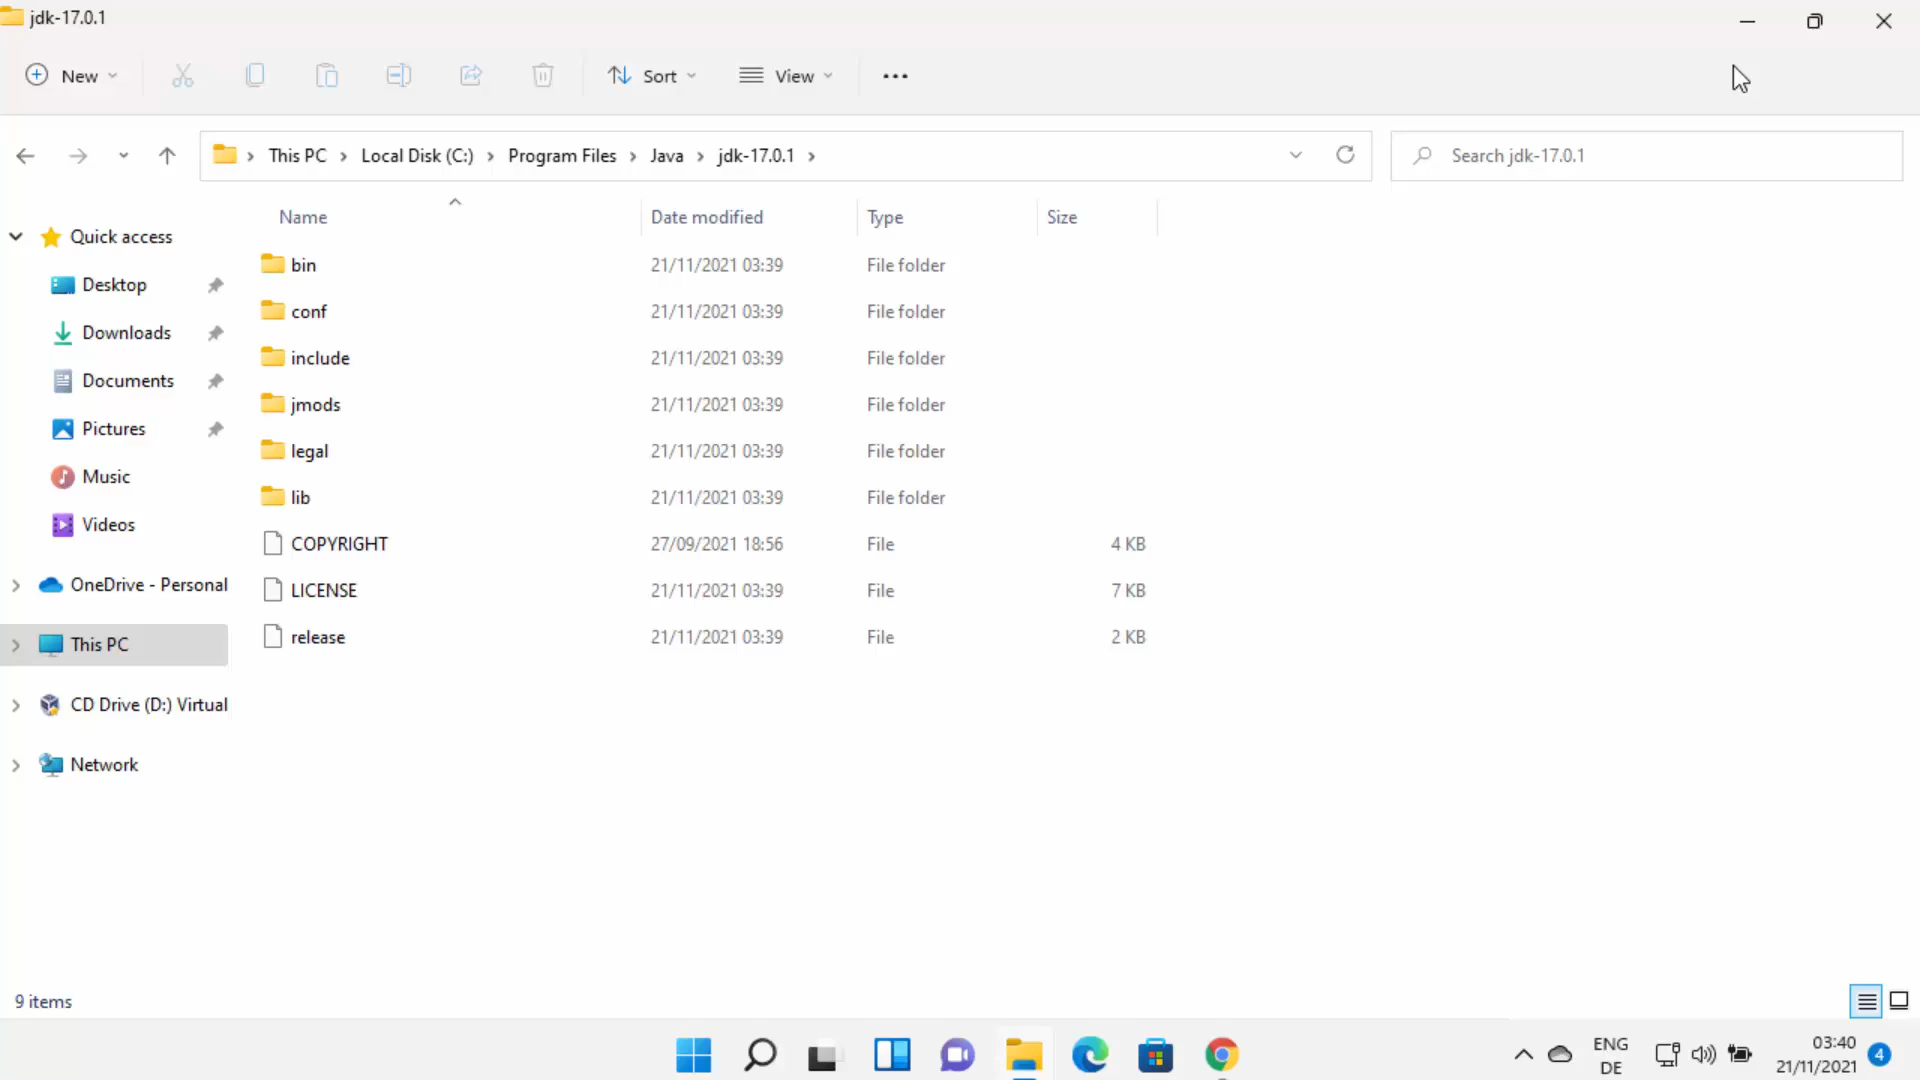 jdk-17.0.1
New Sort View
This PC Local Disk (C:) Program Files Java jdk-17.0.1 Search jdk-17.0.1
Name Date modified Type Size
Quick access
Desktop
Downloads
Documents
Pictures
Music
Videos
OneDrive - Personal
This PC
CD Drive (D:) Virtual
Network
bin 21/11/2021 03:39 File folder
conf 21/11/2021 03:39 File folder
include 21/11/2021 03:39 File folder
jmods 21/11/2021 03:39 File folder
legal 21/11/2021 03:39 File folder
lib 21/11/2021 03:39 File folder
COPYRIGHT 27/09/2021 18:56 File 4 KB
LICENSE 21/11/2021 03:39 File 7 KB
release 21/11/2021 03:39 File 2 KB
9 items
ENG 03:40
DE 21/11/2021 4